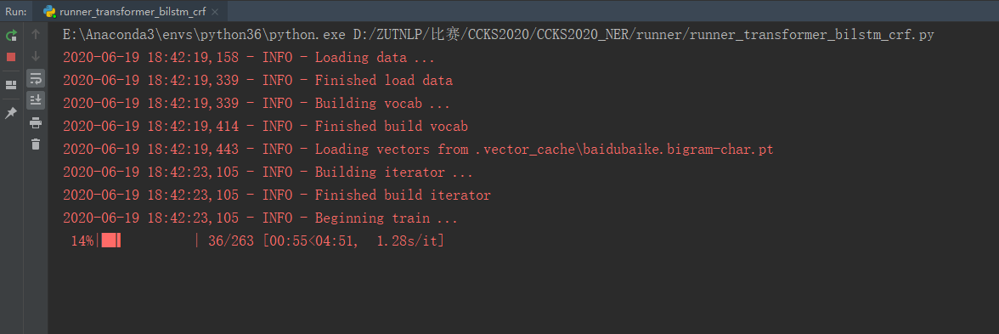 Run: runner_transformer_bilstm_crf ×
E:\Anaconda3\envs\python36\python.exe D:/ZUTNLP/比赛/CCKS2020/CCKS2020_NER/runner/runner_transformer_bilstm_crf.py
2020-06-19 18:42:19,158 - INFO - Loading data ...
2020-06-19 18:42:19,339 - INFO - Finished load data
2020-06-19 18:42:19,339 - INFO - Building vocab ...
2020-06-19 18:42:19,414 - INFO - Finished build vocab
2020-06-19 18:42:19,443 - INFO - Loading vectors from .vector_cache\baidubaike.bigram-char.pt
2020-06-19 18:42:23,105 - INFO - Building iterator ...
2020-06-19 18:42:23,105 - INFO - Finished build iterator
2020-06-19 18:42:23,105 - INFO - Beginning train ...
14%|██▌ | 36/263 [00:55<04:51, 1.28s/it]